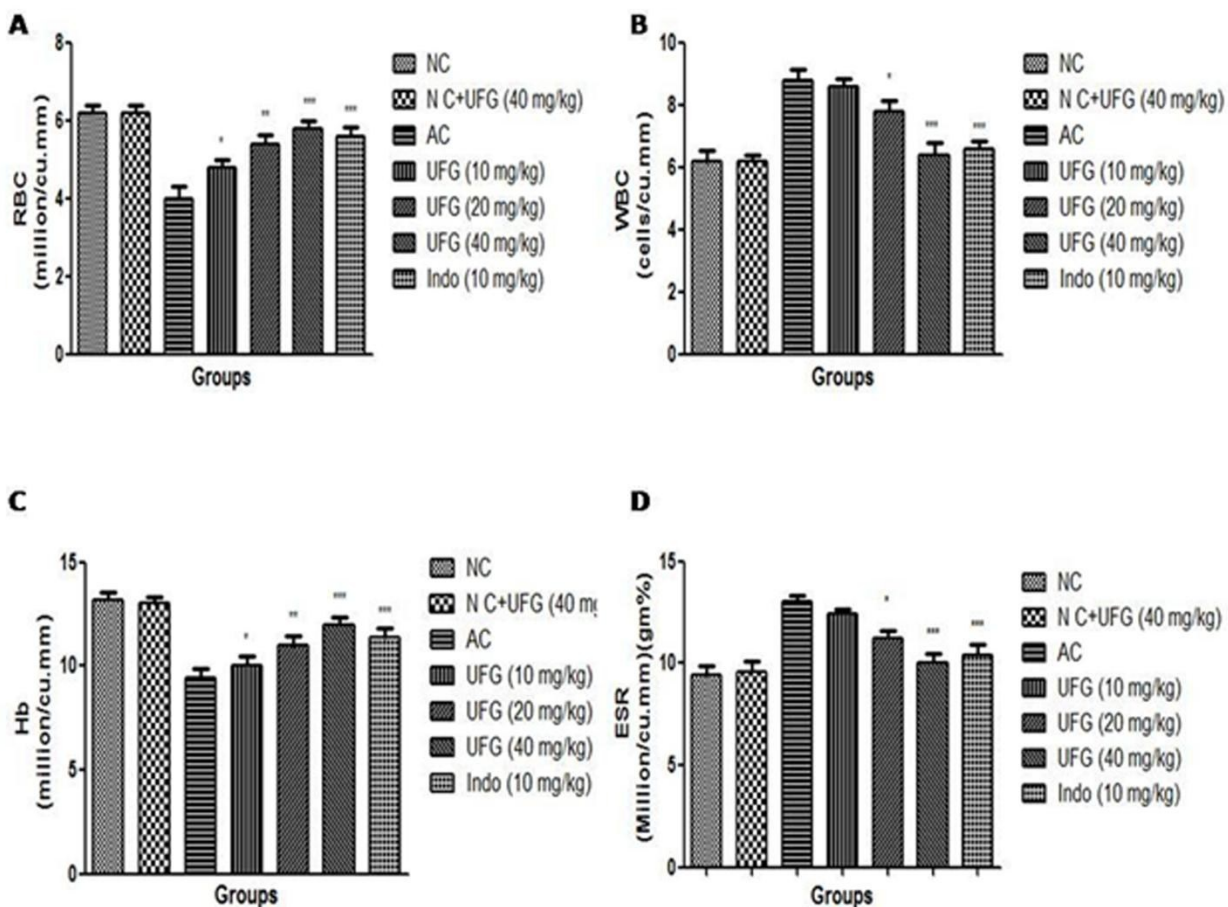 A
RBC
(million/cu.mm)
8
6
4
2
0
Groups
NC
N C+UFG (40 mg/kg)
AC
UFG (10 mg/kg)
UFG (20 mg/kg)
UFG (40 mg/kg)
Indo (10 mg/kg)
B
WBC
(cells/cu.mm)
10
8
6
4
2
0
Groups
NC
N C+UFG (40 mg/kg)
AC
UFG (10 mg/kg)
UFG (20 mg/kg)
UFG (40 mg/kg)
Indo (10 mg/kg)
C
Hb
(million/cu.mm)
15
10
5
0
Groups
NC
N C+UFG (40 mg
AC
UFG (10 mg/kg)
UFG (20 mg/kg)
UFG (40 mg/kg)
Indo (10 mg/kg)
D
ESR
(Million/cu.mm)(gm%)
15
10
5
0
Groups
NC
N C+UFG (40 mg/kg)
AC
UFG (10 mg/kg)
UFG (20 mg/kg)
UFG (40 mg/kg)
Indo (10 mg/kg)